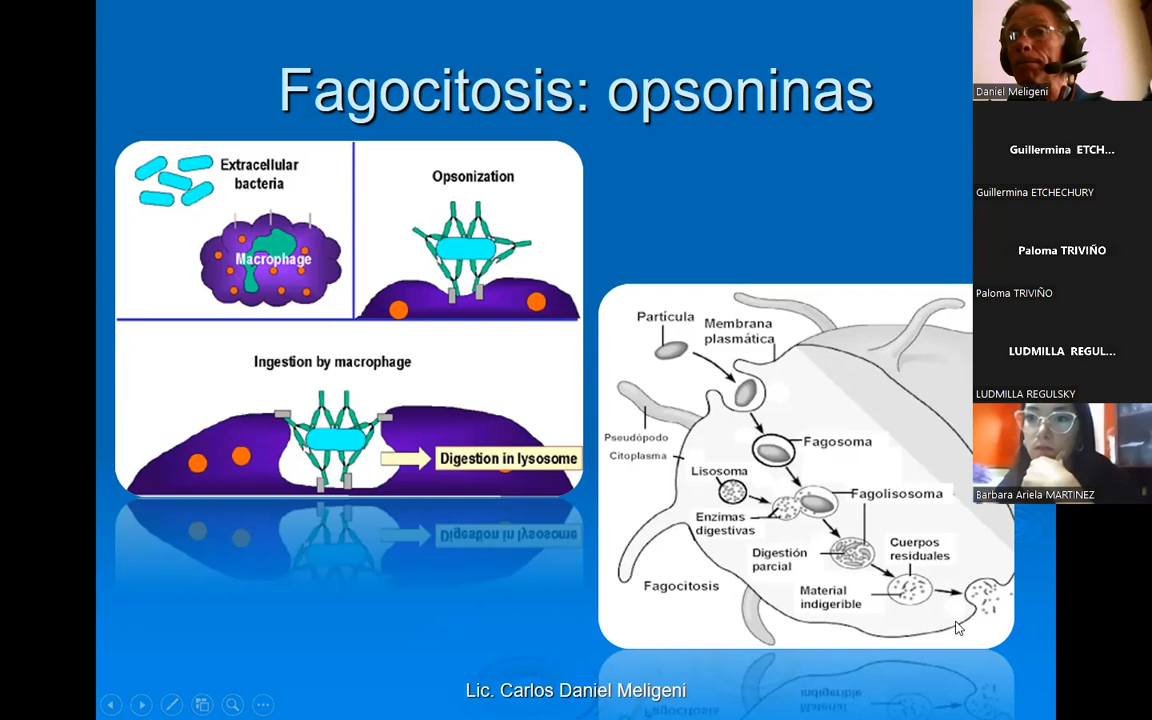 Fagocitosis: opsoninas
Extracellular
bacteria
Macrophage
Opsonization
Ingestion by macrophage
Digestion in lysosome
Partícula
Membrana
plasmática
Pseudópodo
Citoplasma
Fagosoma
Lisosoma
Fagolisosoma
Enzimas
digestivas
Digestión
parcial
Cuerpos
residuales
Material
indigerible
Fagocitosis
Lic. Carlos Daniel Meligeni
Daniel Meligeni
Guillermina ETCH...
Guillermina ETCHECHURY
Paloma TRIVIÑO
Paloma TRIVIÑO
LUDMILLA REGUL...
LUDMILLA REGULSKY
Barbara Ariela MARTINEZ